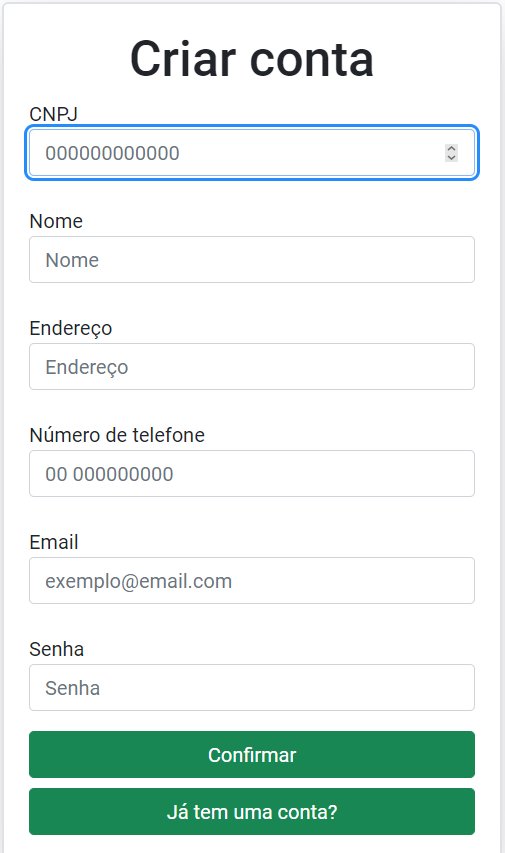 Criar conta
CNPJ
000000000000
Nome
Nome
Endereço
Endereço
Número de telefone
00 000000000
Email
exemplo@email.com
Senha
Senha
Confirmar
Já tem uma conta?